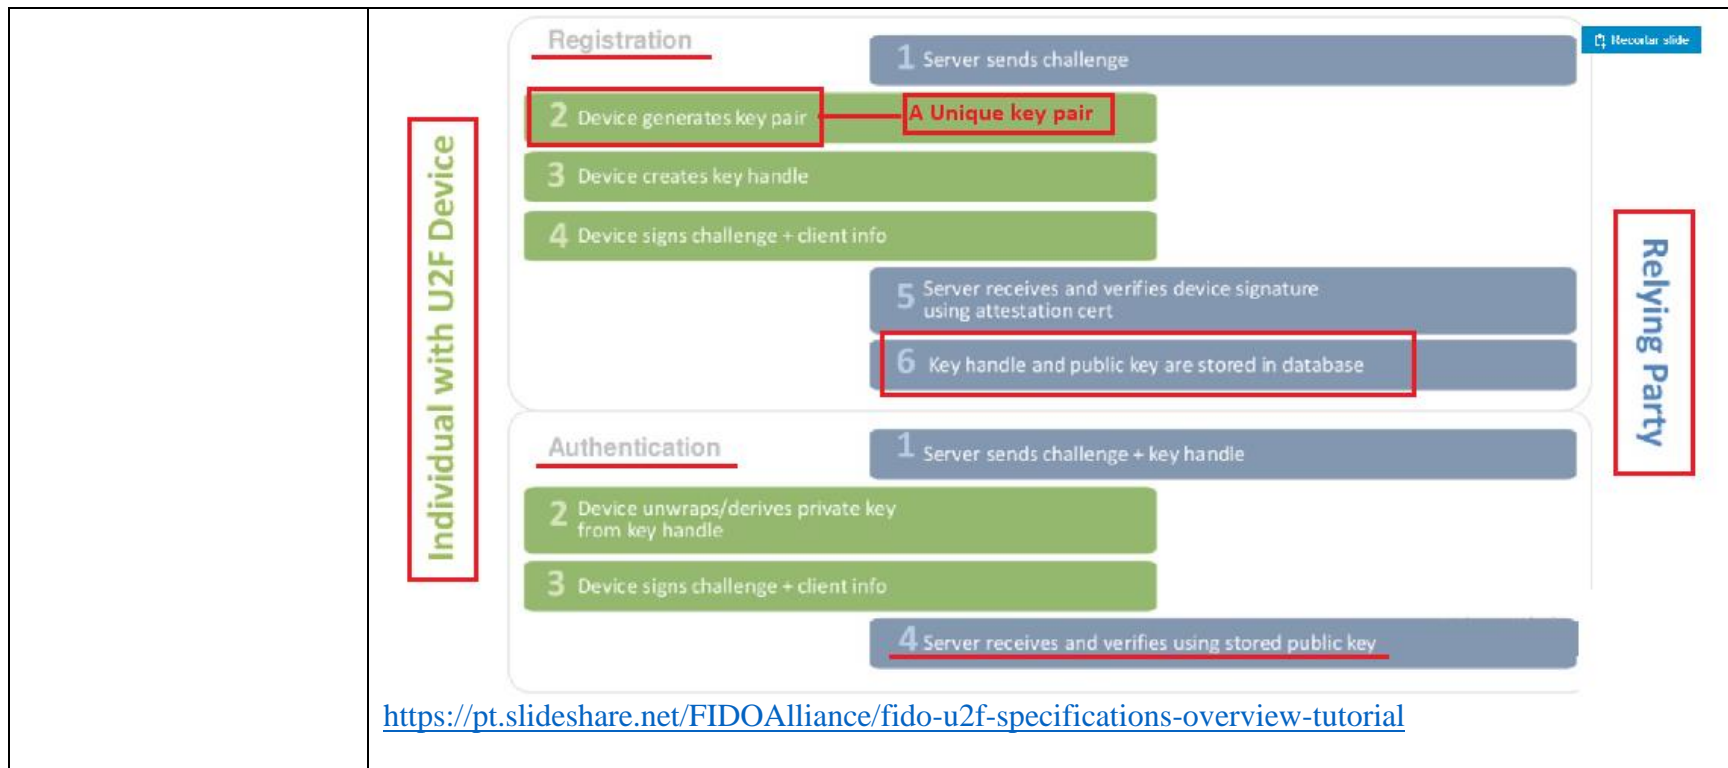 Registration
1 Server sends challenge
Recortar slide
2 Device generates key pair
A Unique key pair
3 Device creates key handle
4 Device signs challenge + client info
5 Server receives and verifies device signature
using attestation cert
6 Key handle and public key are stored in database
Individual with U2F Device
Relying Party
Authentication
1 Server sends challenge + key handle
2 Device unwraps/derives private key
from key handle
3 Device signs challenge + client info
4 Server receives and verifies using stored public key
https://pt.slideshare.net/FIDOAlliance/fido-u2f-specifications-overview-tutorial